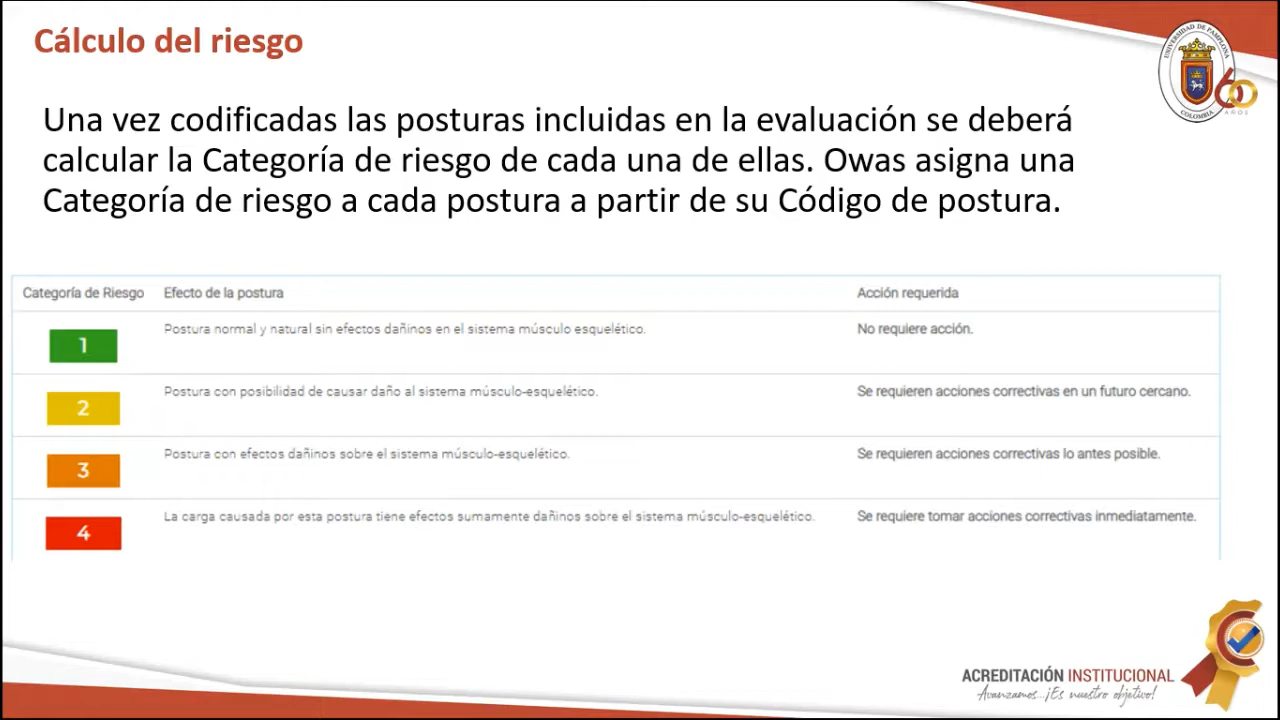 Cálculo del riesgo
UNIVERSIDAD DE PAMPLONA
COLOMBIA
60
AÑOS
Una vez codificadas las posturas incluidas en la evaluación se deberá
calcular la Categoría de riesgo de cada una de ellas. Owas asigna una
Categoría de riesgo a cada postura a partir de su Código de postura.
Categoría de Riesgo Efecto de la postura Acción requerida
1 Postura normal y natural sin efectos dañinos en el sistema músculo esquelético. No requiere acción.
2 Postura con posibilidad de causar daño al sistema músculo-esquelético. Se requieren acciones correctivas en un futuro cercano.
3 Postura con efectos dañinos sobre el sistema músculo-esquelético. Se requieren acciones correctivas lo antes posible.
4 La carga causada por esta postura tiene efectos sumamente dañinos sobre el sistema músculo-esquelético. Se requiere tomar acciones correctivas inmediatamente.
ACREDITACIÓN INSTITUCIONAL
Avanzamos...¡Es nuestro objetivo!